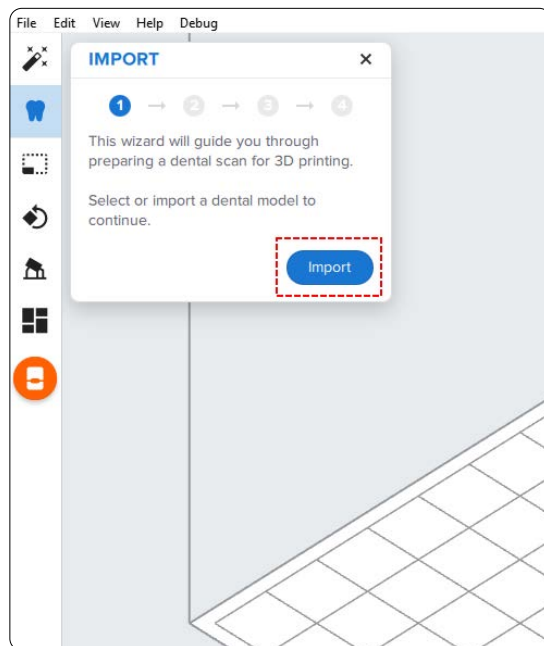 File Edit View Help Debug
IMPORT
1 → 2 → 3 → 4
This wizard will guide you through
preparing a dental scan for 3D printing.
Select or import a dental model to
continue.
Import